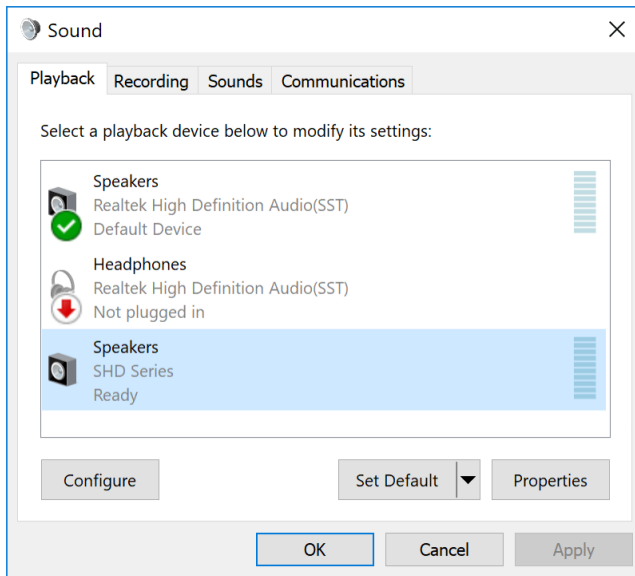 Sound
Playback Recording Sounds Communications
Select a playback device below to modify its settings:
Speakers
Realtek High Definition Audio(SST)
Default Device
Headphones
Realtek High Definition Audio(SST)
Not plugged in
Speakers
SHD Series
Ready
Configure Set Default Properties
OK Cancel Apply